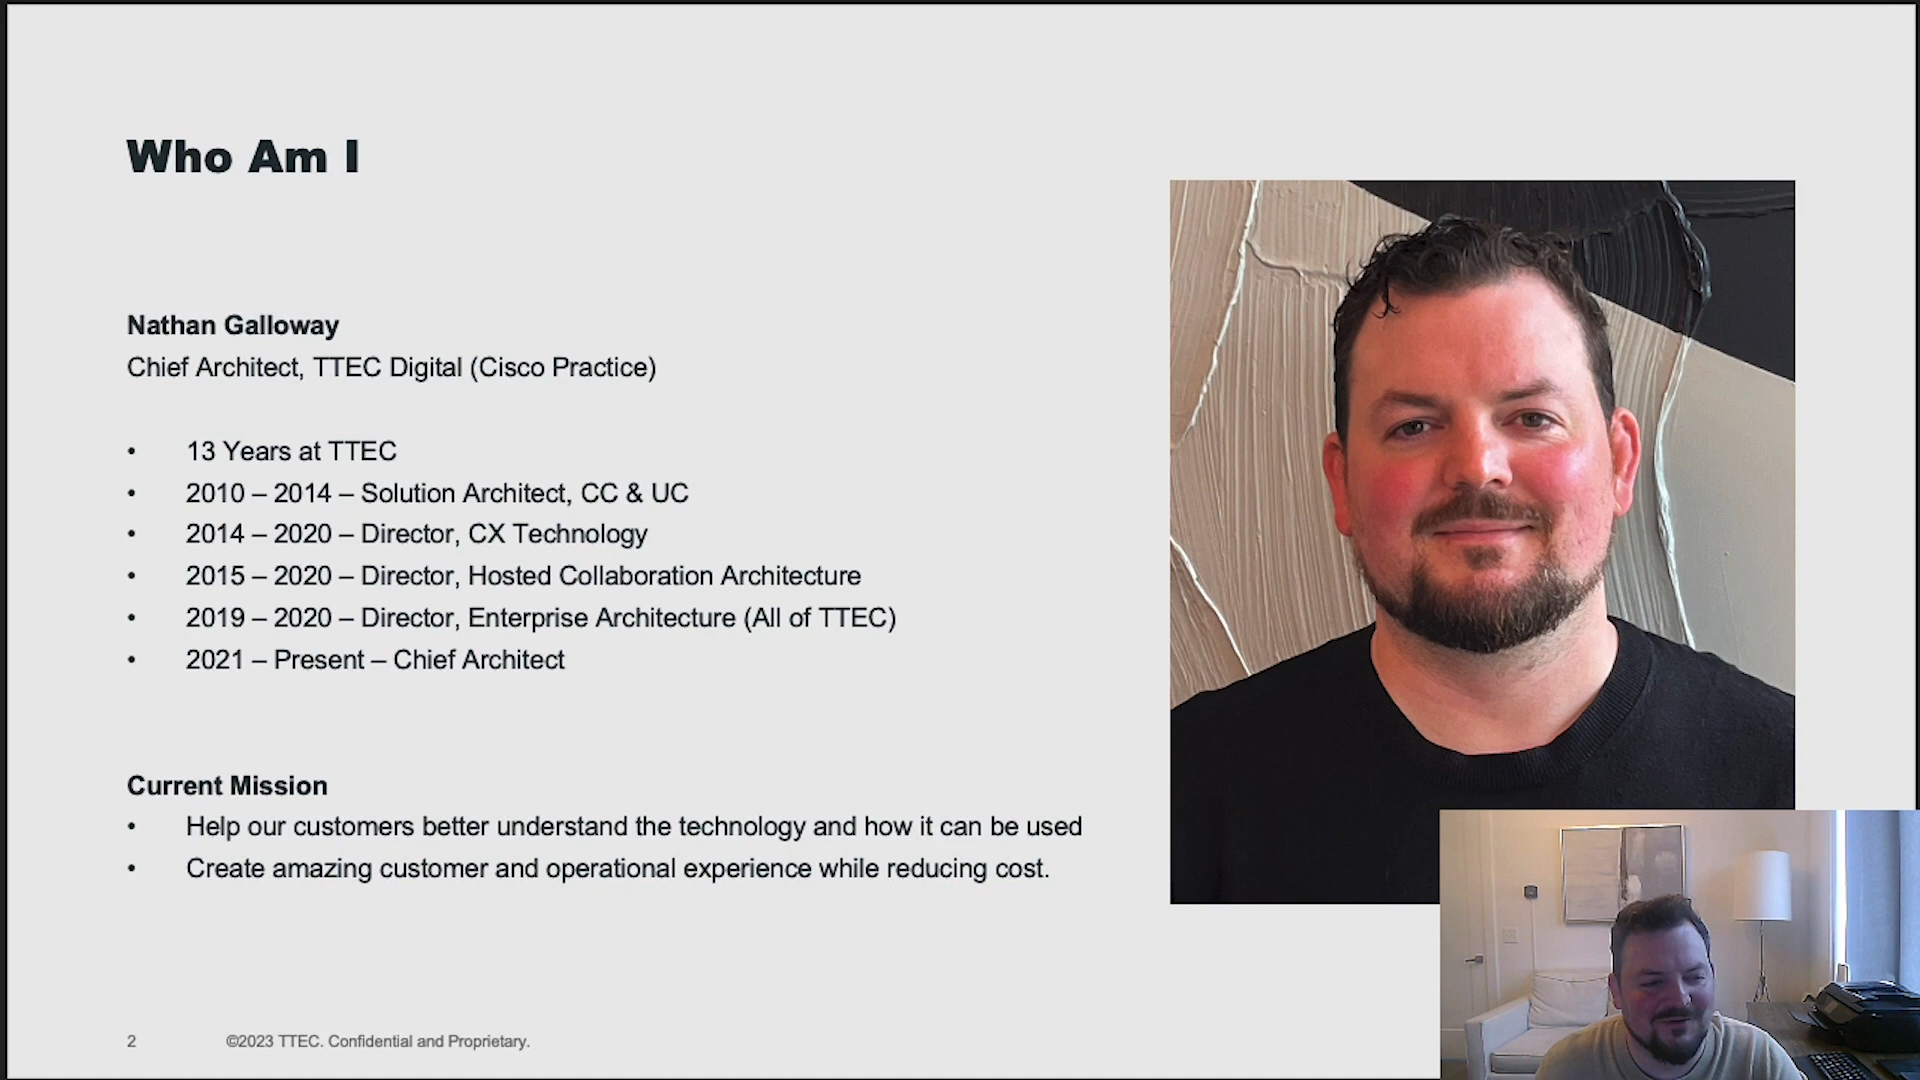 Who Am I
Nathan Galloway
Chief Architect, TTEC Digital (Cisco Practice)
• 13 Years at TTEC
• 2010 – 2014 – Solution Architect, CC & UC
• 2014 – 2020 – Director, CX Technology
• 2015 – 2020 – Director, Hosted Collaboration Architecture
• 2019 – 2020 – Director, Enterprise Architecture (All of TTEC)
• 2021 – Present – Chief Architect
Current Mission
• Help our customers better understand the technology and how it can be used
• Create amazing customer and operational experience while reducing cost.
2 ©2023 TTEC. Confidential and Proprietary.